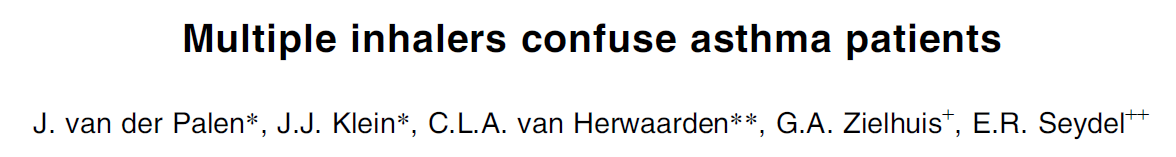 Multiple inhalers confuse asthma patients
J. van der Palen*, J.J. Klein*, C.L.A. van Herwaarden**, G.A. Zielhuis+, E.R. Seydel++